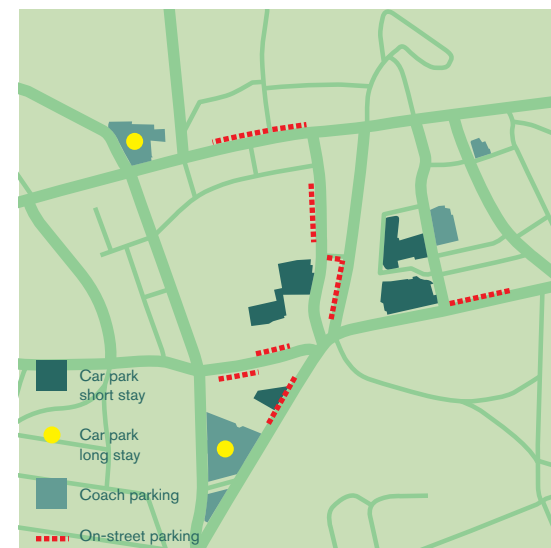 Car park
short stay
Car park
long stay
Coach parking
On-street parking